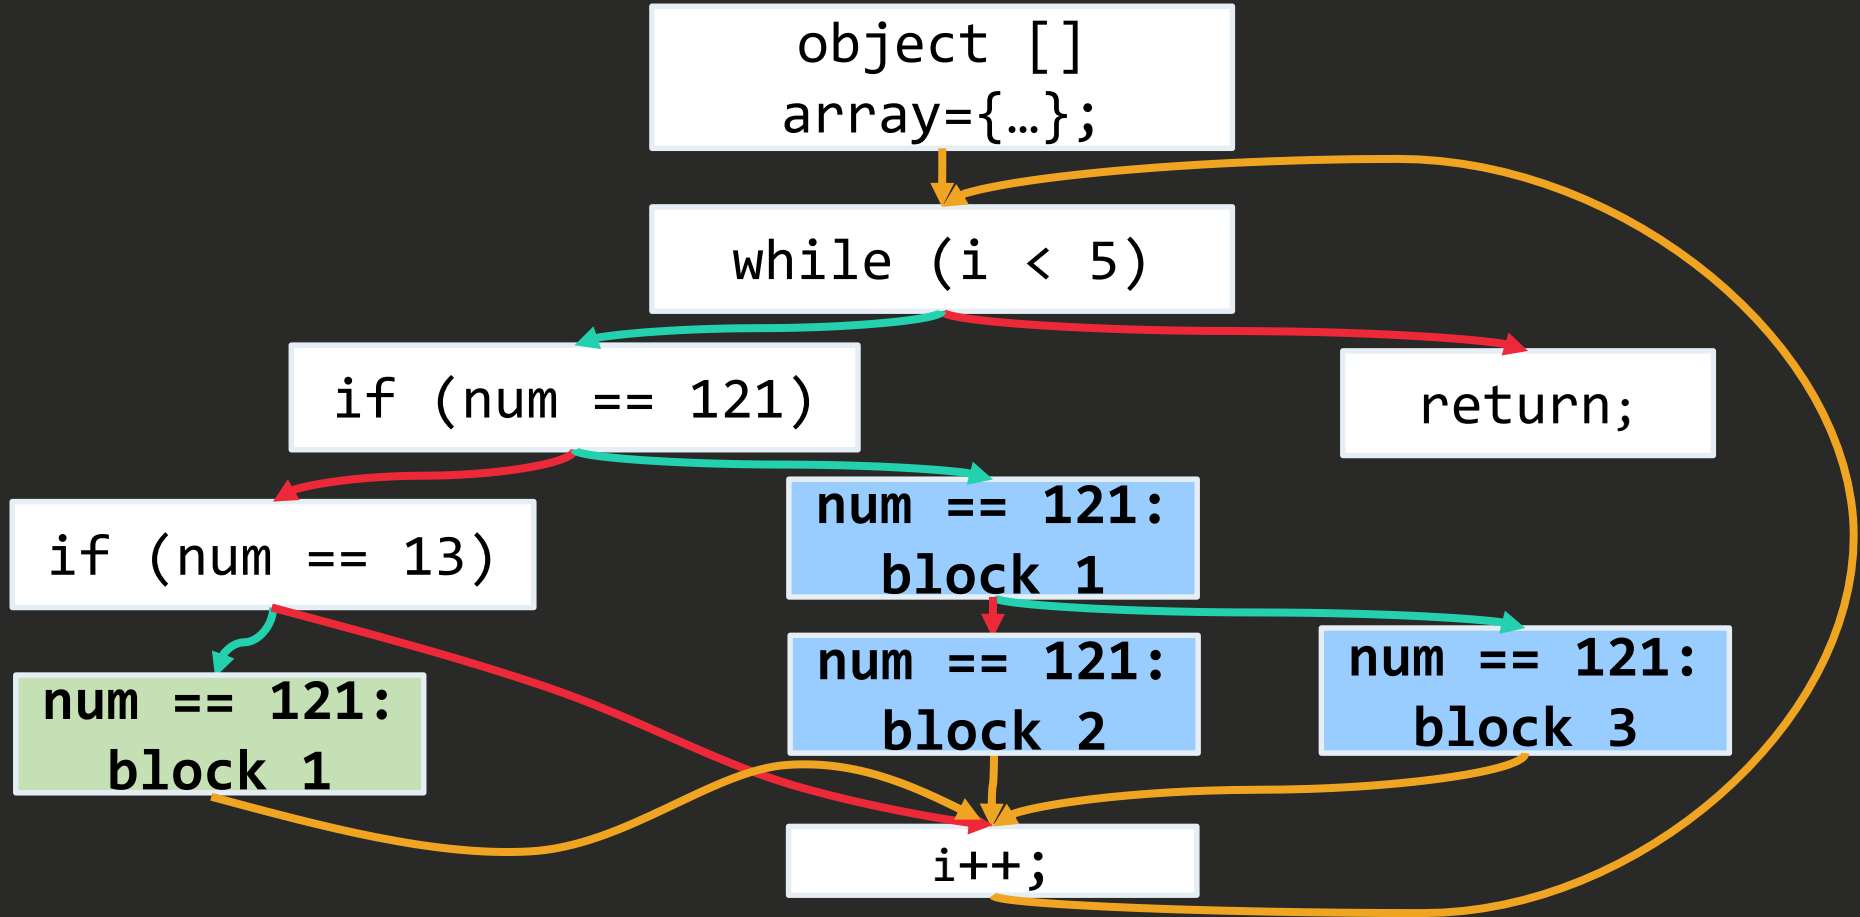 object []
array={…};
while (i < 5)
if (num == 121)
return;
num == 121:
block 1
if (num == 13)
num == 121:
block 2
num == 121:
block 3
num == 121:
block 1
i++;